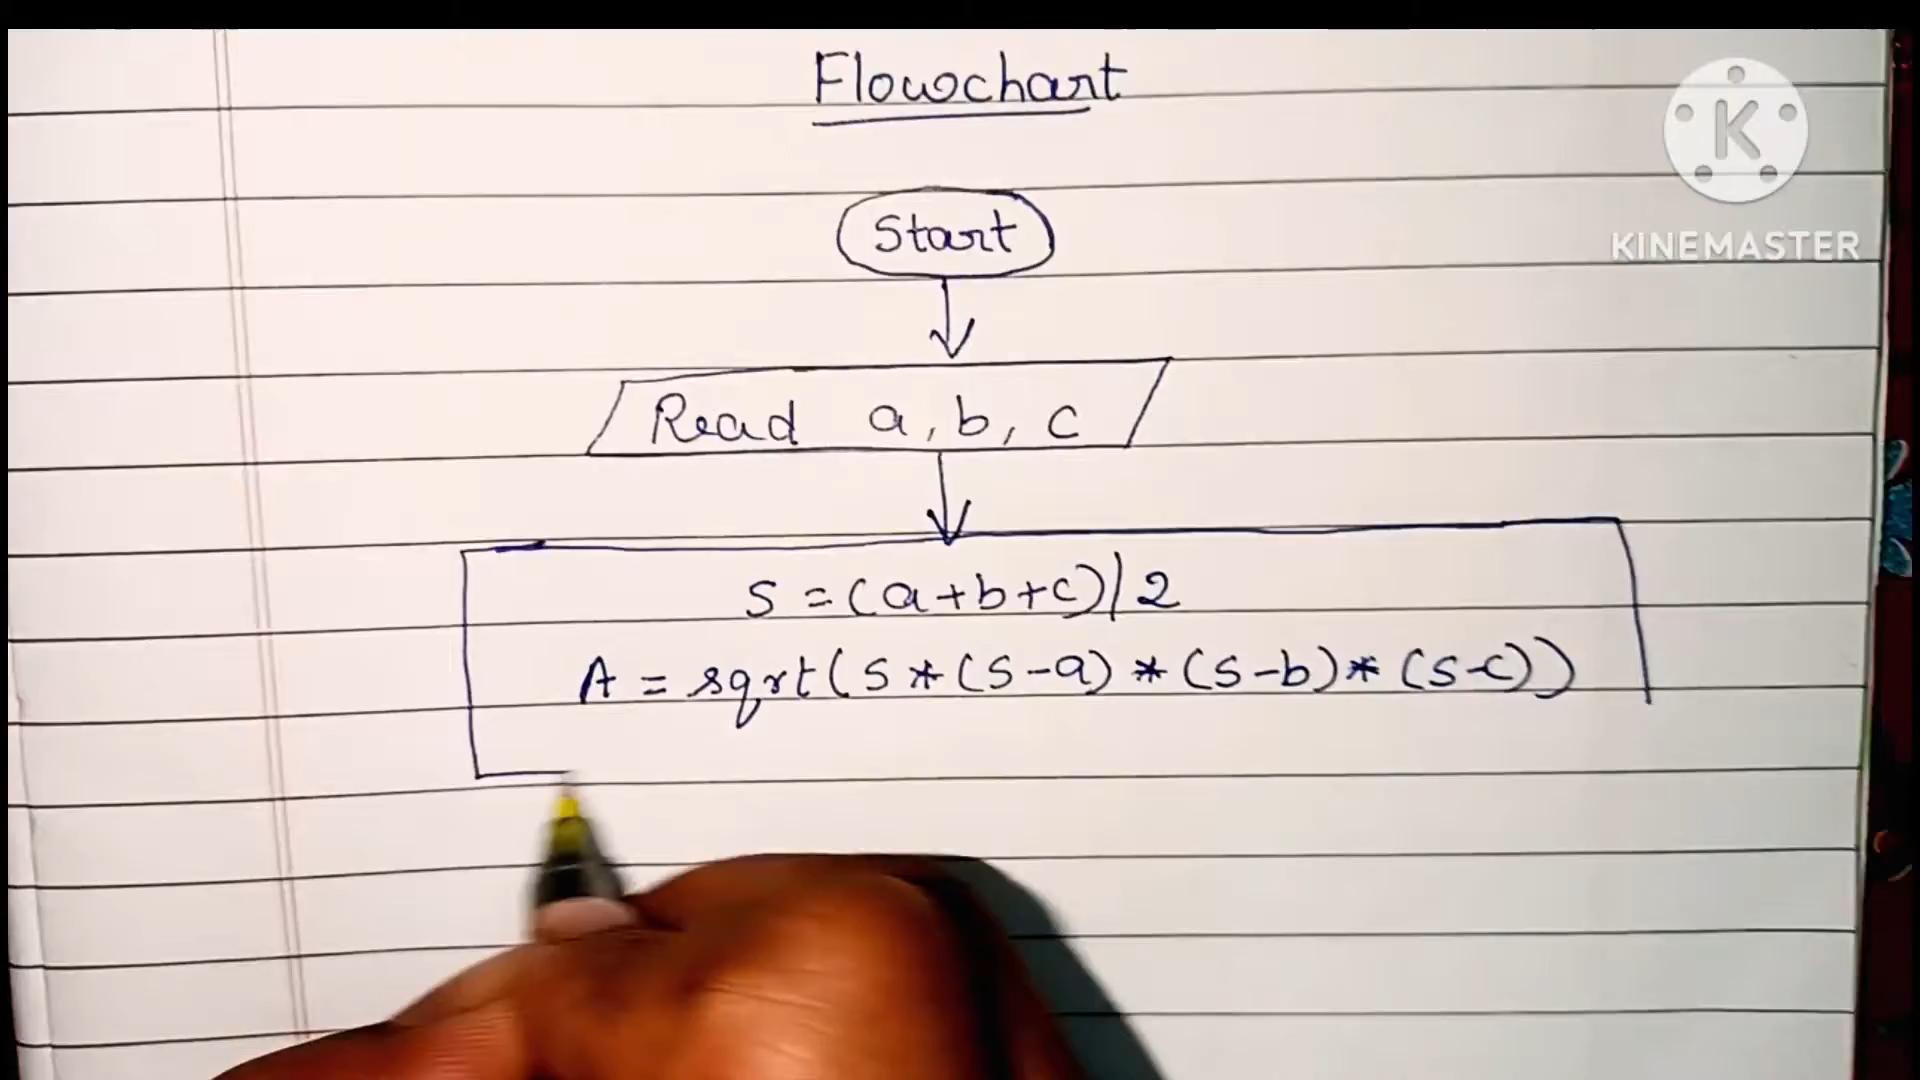 Flowchart
K
KINEMASTER
Start
Read a, b, c
S = (a+b+c)/2
A = sqrt(S*(S-a)*(S-b)*(S-c))